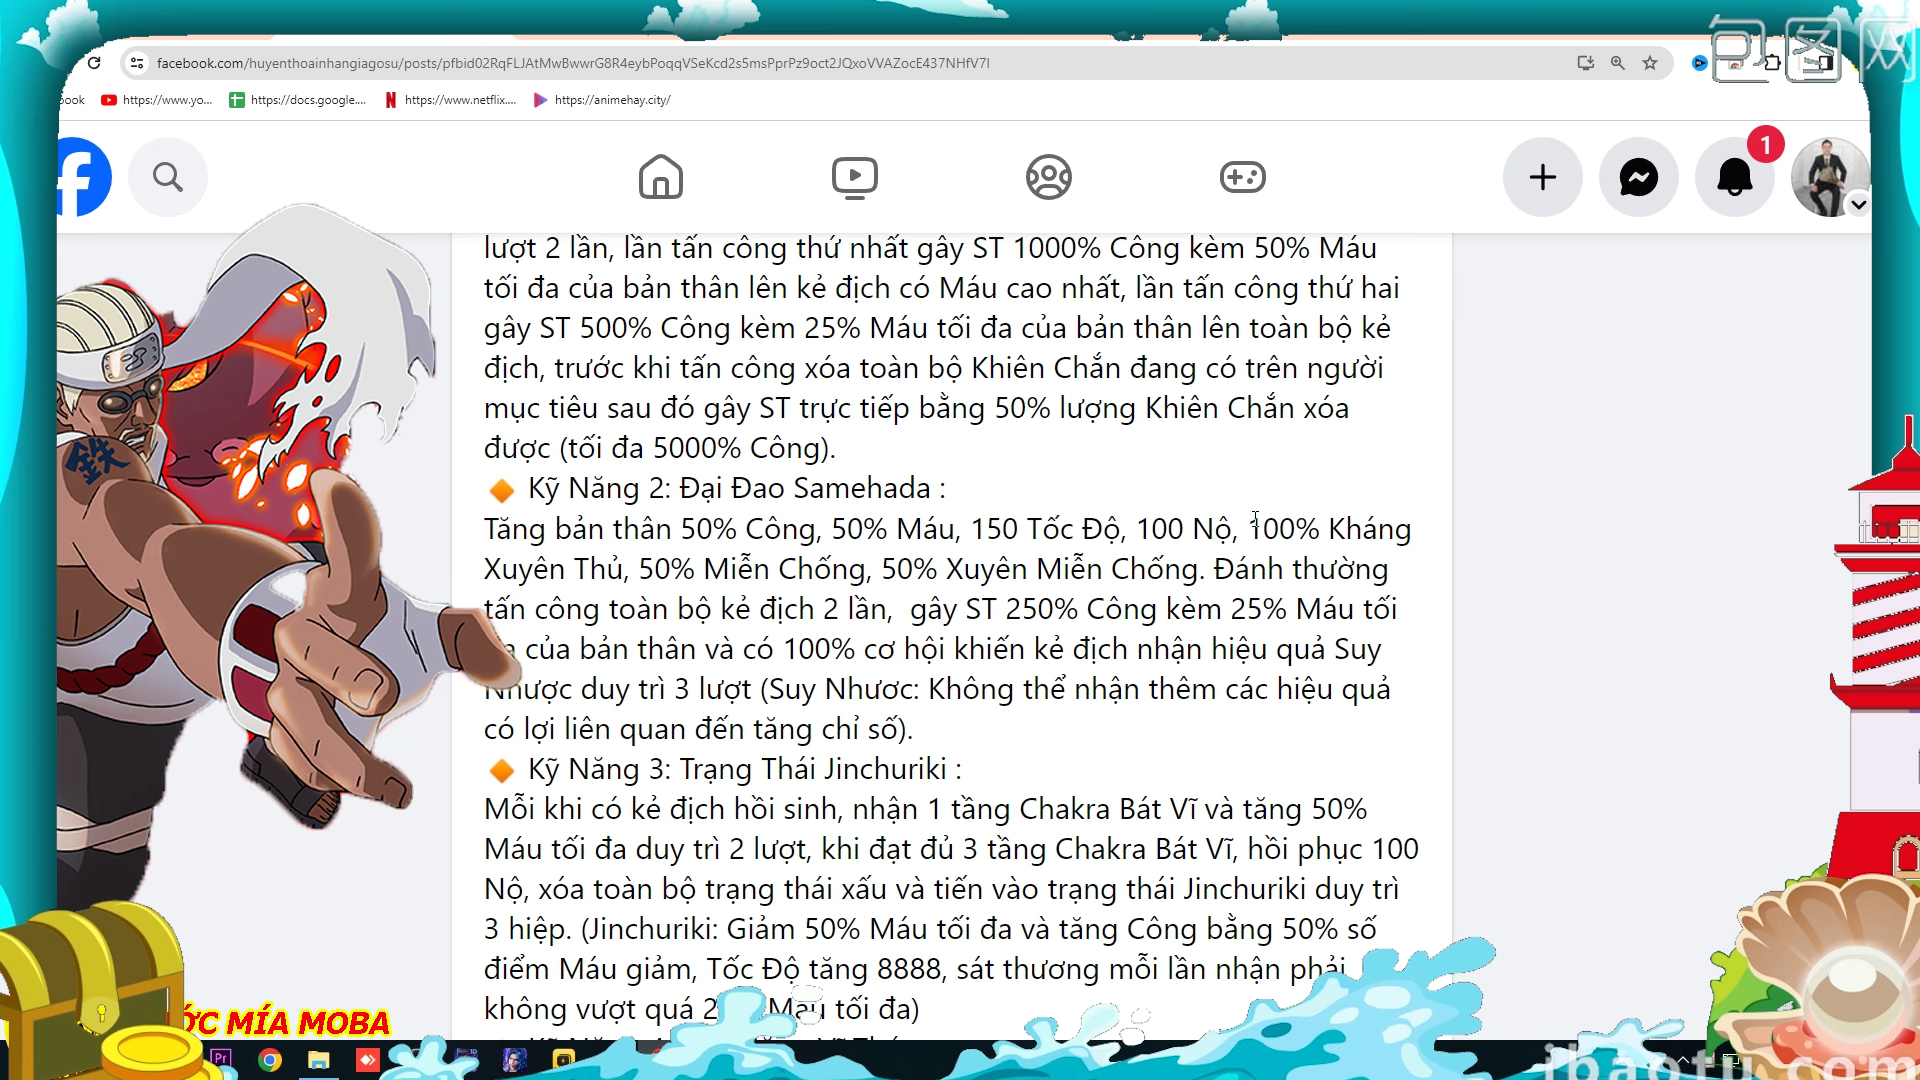 facebook.com/huyenthoainhangiagosu/posts/pfbid02RqFLJAtMwBwwrG8R4eybPoqqVSeKcd2s5msPprPz9oct2JQxoVVAZocE437NHfV7l
ook https://www.yo... https://docs.google.... https://www.netflix.... https://animehay.city/
包图网
1
lượt 2 lần, lần tấn công thứ nhất gây ST 1000% Công kèm 50% Máu
tối đa của bản thân lên kẻ địch có Máu cao nhất, lần tấn công thứ hai
gây ST 500% Công kèm 25% Máu tối đa của bản thân lên toàn bộ kẻ
địch, trước khi tấn công xóa toàn bộ Khiên Chắn đang có trên người
mục tiêu sau đó gây ST trực tiếp bằng 50% lượng Khiên Chắn xóa
được (tối đa 5000% Công).
🔸 Kỹ Năng 2: Đại Đao Samehada :
Tăng bản thân 50% Công, 50% Máu, 150 Tốc Độ, 100 Nộ, 100% Kháng
Xuyên Thủ, 50% Miễn Chống, 50% Xuyên Miễn Chống. Đánh thường
tấn công toàn bộ kẻ địch 2 lần, gây ST 250% Công kèm 25% Máu tối
của bản thân và có 100% cơ hội khiến kẻ địch nhận hiệu quả Suy
Nhược duy trì 3 lượt (Suy Nhươc: Không thể nhận thêm các hiệu quả
có lợi liên quan đến tăng chỉ số).
🔸 Kỹ Năng 3: Trạng Thái Jinchuriki :
Mỗi khi có kẻ địch hồi sinh, nhận 1 tầng Chakra Bát Vĩ và tăng 50%
Máu tối đa duy trì 2 lượt, khi đạt đủ 3 tầng Chakra Bát Vĩ, hồi phục 100
Nộ, xóa toàn bộ trạng thái xấu và tiến vào trạng thái Jinchuriki duy trì
3 hiệp. (Jinchuriki: Giảm 50% Máu tối đa và tăng Công bằng 50% số
điểm Máu giảm, Tốc Độ tăng 8888, sát thương mỗi lần nhận phải
không vượt quá 2 Máu tối đa)
鉄
ỚC MÍA MOBA
Pr
ibaotu.com